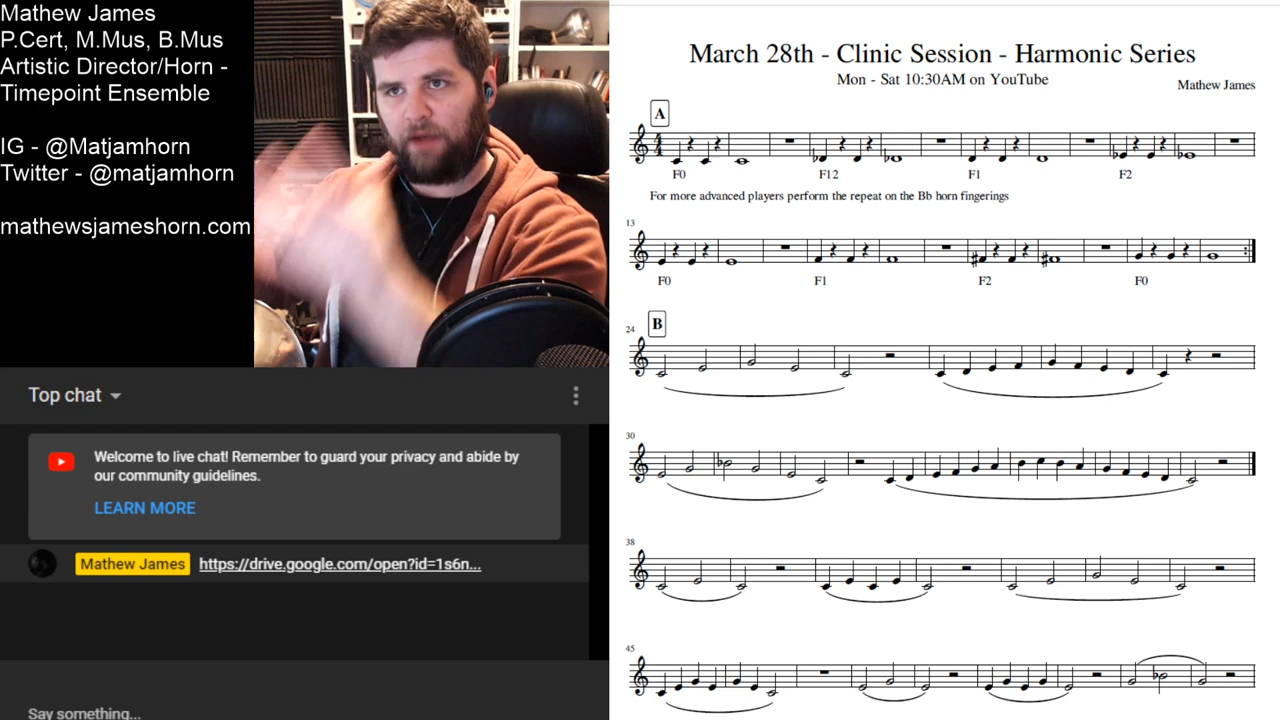 Mathew James
P.Cert, M.Mus, B.Mus
Artistic Director/Horn -
Timepoint Ensemble
IG - @Matjamhorn
Twitter - @matjamhorn
mathewsjameshorn.com
Top chat
Welcome to live chat! Remember to guard your privacy and abide by
our community guidelines.
LEARN MORE
Mathew James https://drive.google.com/open?id=1s6n...
Say something...
March 28th - Clinic Session - Harmonic Series
Mon - Sat 10:30AM on YouTube
Mathew James
A
4
4
F0 F12 F1 F2
For more advanced players perform the repeat on the Bb horn fingerings
13
F0 F1 F2 F0
B
24
30
38
45